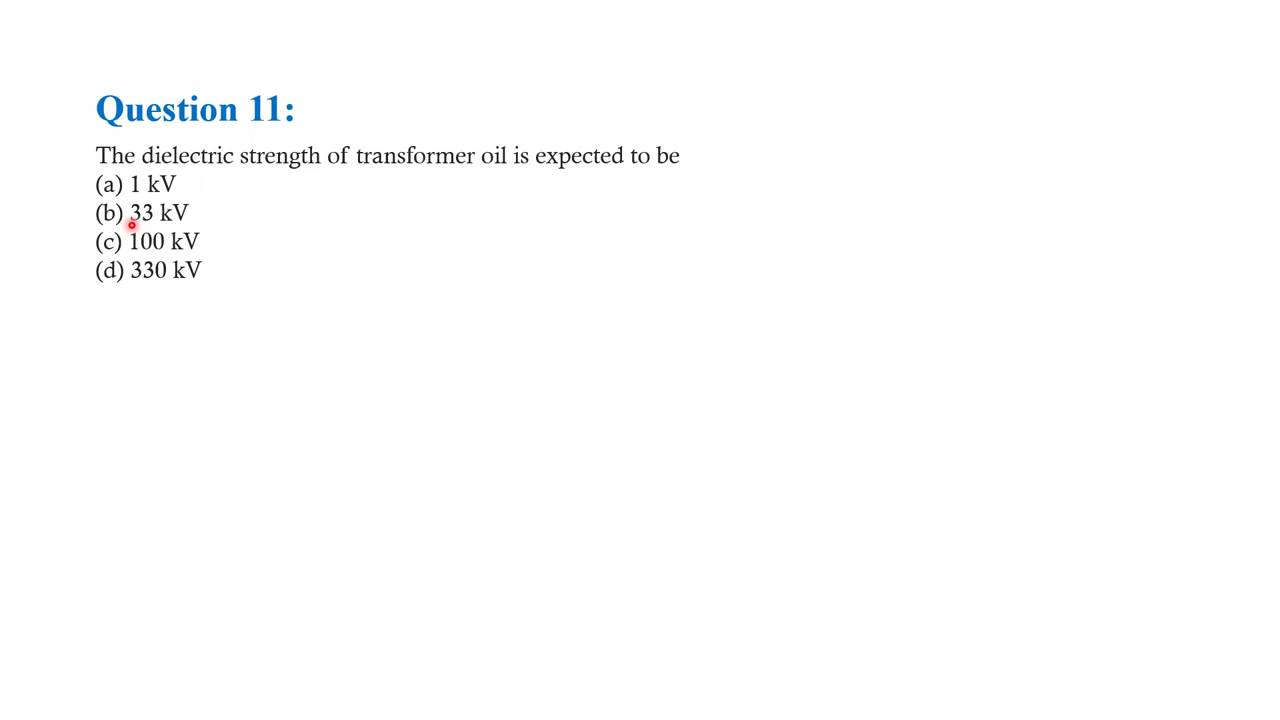 Question 11:
The dielectric strength of transformer oil is expected to be
(a) 1 kV
(b) 33 kV
(c) 100 kV
(d) 330 kV